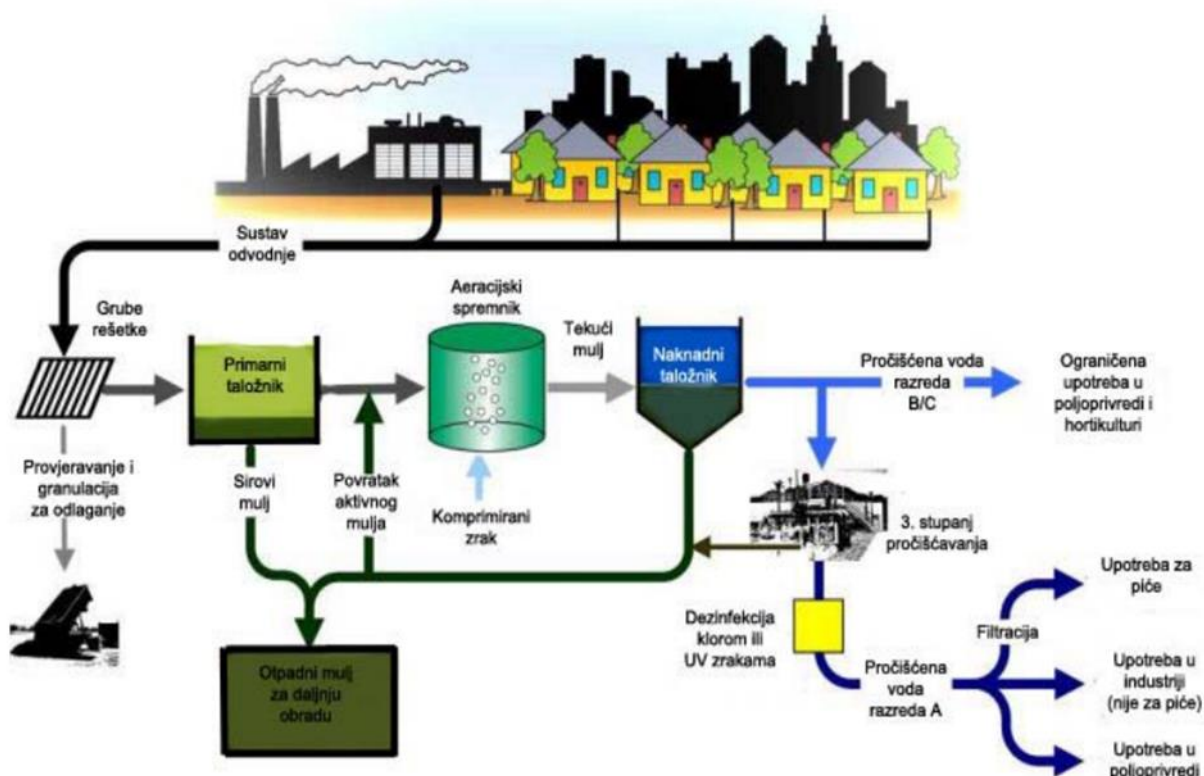 Sustav
odvodnje
Grube
rešetke
Primarni
taložnik
Aeracijski
spremnik
Tekući
mulj
Naknadni
taložnik
Pročišćena voda
razreda
B/C
Ograničena
upotreba u
poljoprivredi i
hortikulturi
Provjeravanje i
granulacija
za odlaganje
Sirovi
mulj
Povratak
aktivnog
mulja
Komprimirani
zrak
3. stupanj
pročišćavanja
Otpadni mulj
za daljnju
obradu
Dezinfekcija
klorom ili
UV zrakama
Pročišćena
voda
razreda A
Filtracija
Upotreba za
piće
Upotreba u
industriji
(nije za piće)
Upotreba u
poljoprivredi